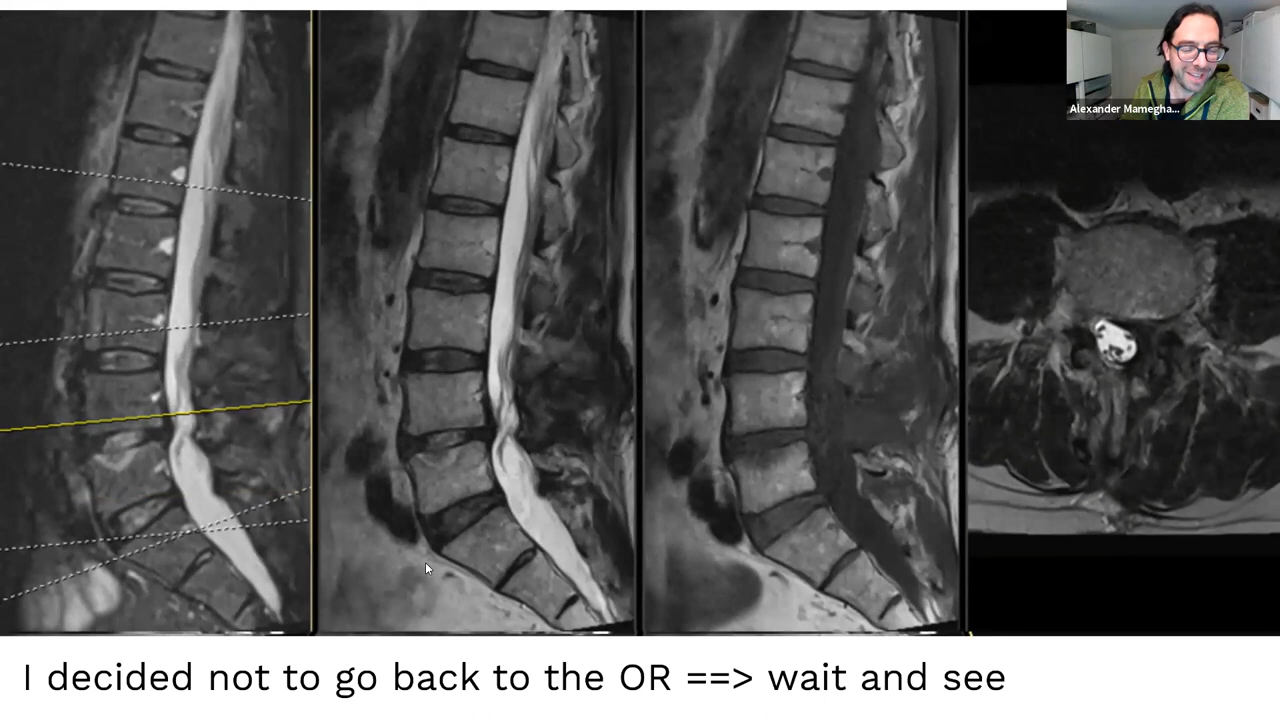 Alexander Mamegha...
I decided not to go back to the OR ==> wait and see